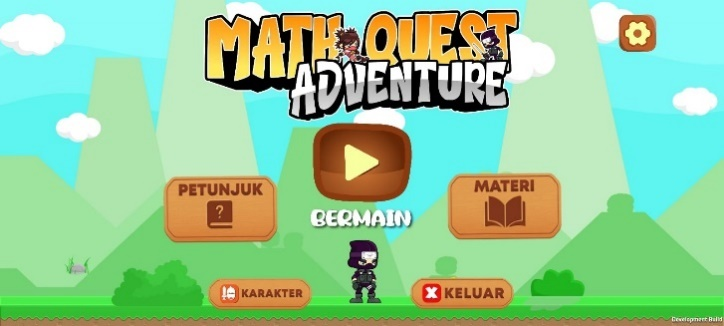 MATH QUEST
ADVENTURE
PETUNJUK
?
BERMAIN
MATERI
KARAKTER
X KELUAR
Development Build